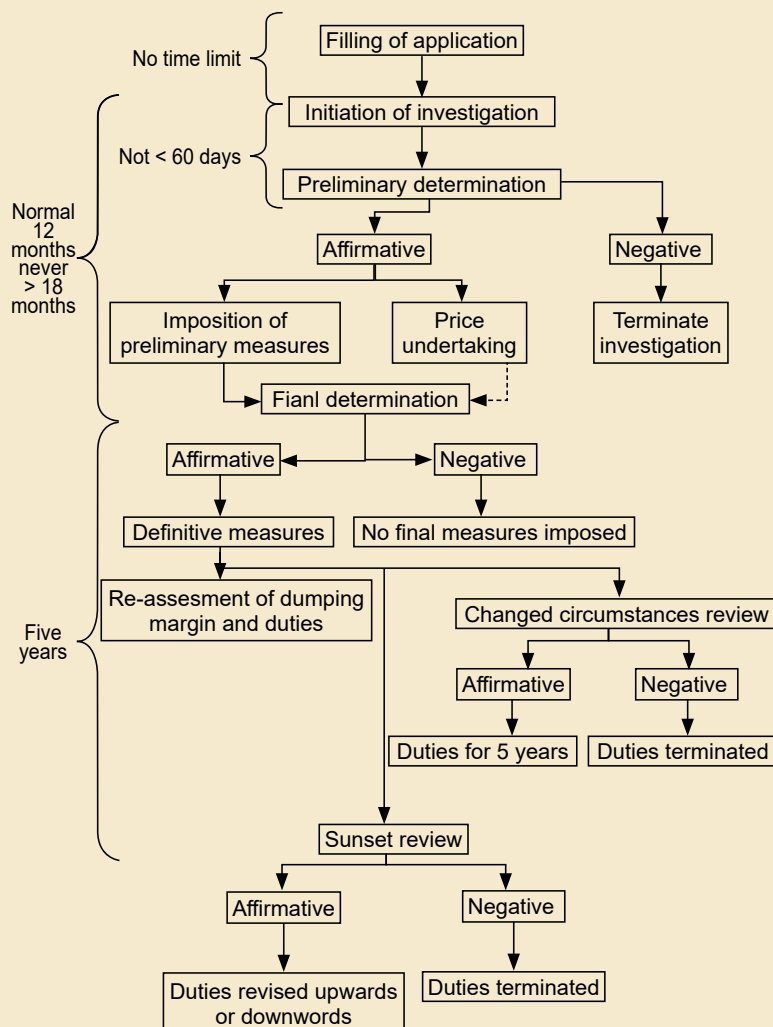 Filling of application
No time limit
Initiation of investigation
Not < 60 days
Preliminary determination
Normal
12
months
never
> 18
months
Affirmative
Negative
Imposition of
preliminary measures
Price
undertaking
Terminate
investigation
Fianl determination
Affirmative
Negative
Definitive measures
No final measures imposed
Re-assesment of dumping
margin and duties
Changed circumstances review
Five
years
Affirmative
Negative
Duties for 5 years
Duties terminated
Sunset review
Affirmative
Negative
Duties revised upwards
or downwords
Duties terminated